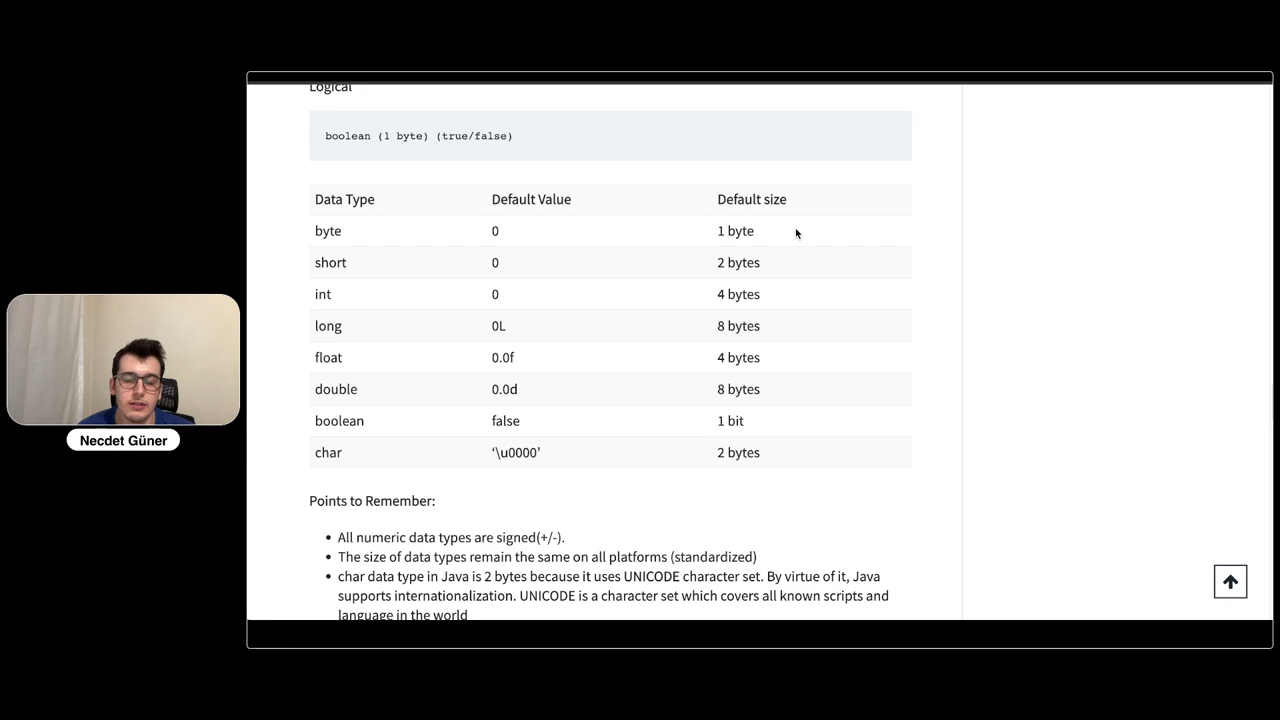 Logical
boolean (1 byte) (true/false)
Data Type Default Value Default size
byte 0 1 byte
short 0 2 bytes
int 0 4 bytes
long 0L 8 bytes
float 0.0f 4 bytes
double 0.0d 8 bytes
boolean false 1 bit
char ‘\u0000’ 2 bytes
Points to Remember:
• All numeric data types are signed(+/-).
• The size of data types remain the same on all platforms (standardized)
• char data type in Java is 2 bytes because it uses UNICODE character set. By virtue of it, Java
supports internationalization. UNICODE is a character set which covers all known scripts and
language in the world
Necdet Güner